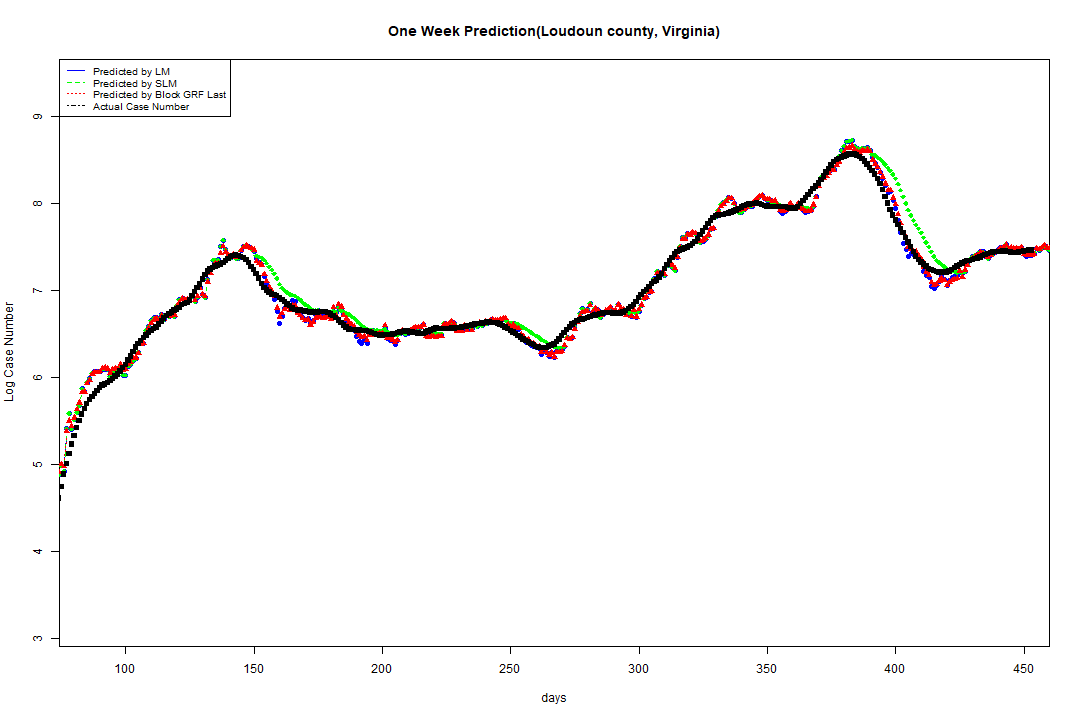 One Week Prediction(Loudoun county, Virginia)
Predicted by LM
Predicted by SLM
Predicted by Block GRF Last
Actual Case Number
9
8
7
6
5
4
3
Log Case Number
100 150 200 250 300 350 400 450
days